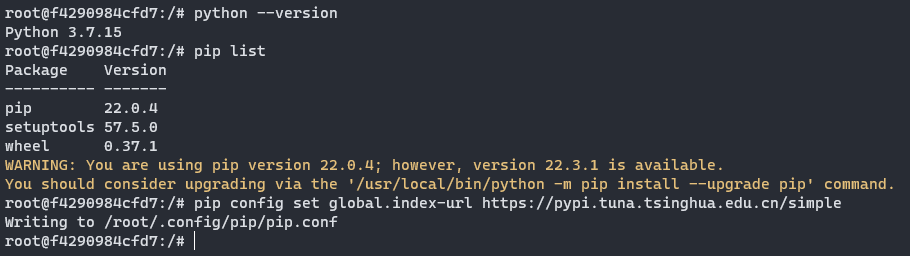 root@f4290984cfd7:/# python --version
Python 3.7.15
root@f4290984cfd7:/# pip list
Package    Version
---------- -------
pip        22.0.4
setuptools 57.5.0
wheel      0.37.1
WARNING: You are using pip version 22.0.4; however, version 22.3.1 is available.
You should consider upgrading via the '/usr/local/bin/python -m pip install --upgrade pip' command.
root@f4290984cfd7:/# pip config set global.index-url https://pypi.tuna.tsinghua.edu.cn/simple
Writing to /root/.config/pip/pip.conf
root@f4290984cfd7:/#